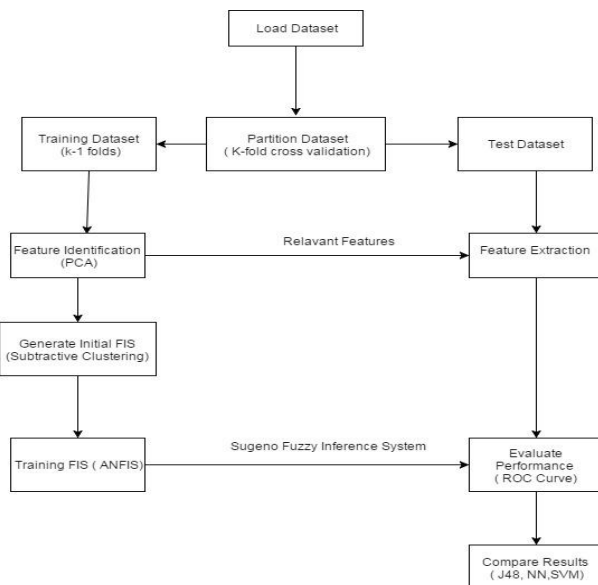 Load Dataset
Training Dataset
(k-1 folds)
Partition Dataset
( K-fold cross validation)
Test Dataset
Feature Identification
(PCA)
Relavant Features
Feature Extraction
Generate Initial FIS
(Subtractive Clustering)
Training FIS ( ANFIS)
Sugeno Fuzzy Inference System
Evaluate
Performance
( ROC Curve)
Compare Results
( J48, NN,SVM)